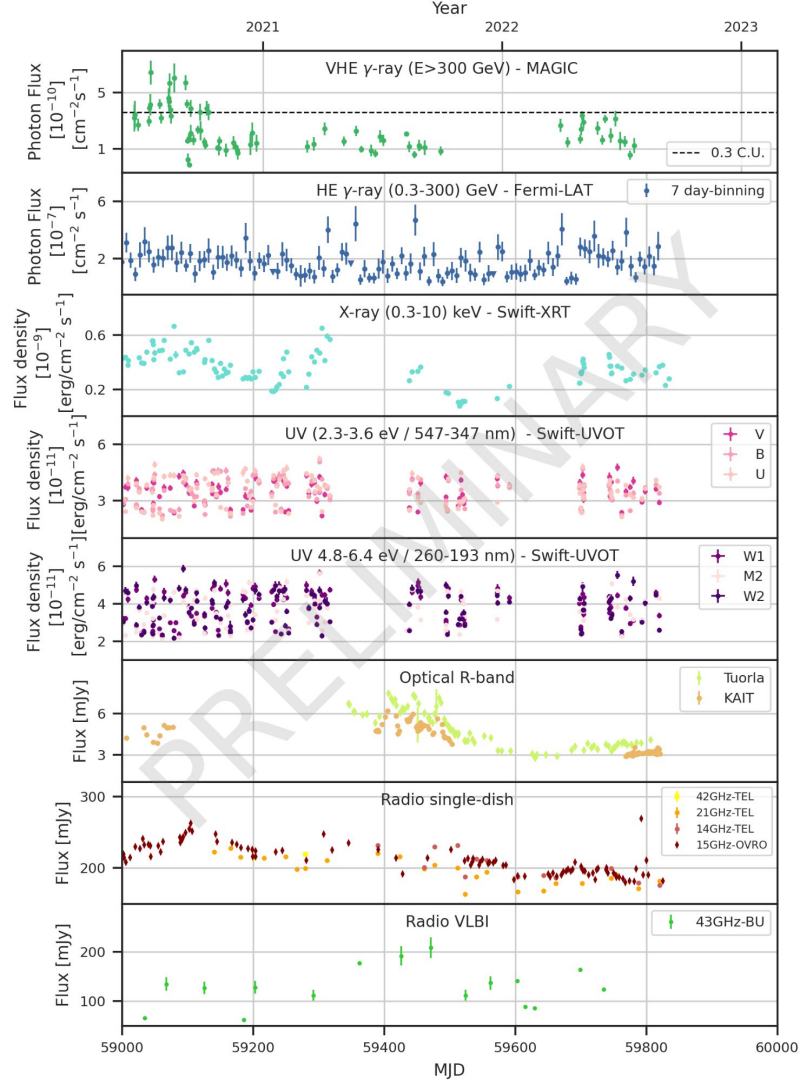 Year
2021 2022 2023
VHE γ-ray (E>300 GeV) - MAGIC
Photon Flux
[10⁻¹⁰]
[cm⁻²s⁻¹]
5
1
0.3 C.U.
HE γ-ray (0.3-300) GeV - Fermi-LAT
7 day-binning
Photon Flux
[10⁻⁷]
[cm⁻² s⁻¹]
6
2
X-ray (0.3-10) keV - Swift-XRT
Flux density
[10⁻⁹]
[erg/cm⁻² s⁻¹]
0.6
0.2
UV (2.3-3.6 eV / 547-347 nm) - Swift-UVOT
V
B
U
Flux density
[10⁻¹¹]
[erg/cm⁻² s⁻¹]
6
3
UV 4.8-6.4 eV / 260-193 nm) - Swift-UVOT
W1
M2
W2
Flux density
[10⁻¹¹]
[erg/cm⁻² s⁻¹]
6
4
2
Optical R-band
Tuorla
KAIT
Flux [mJy]
6
3
Radio single-dish
42GHz-TEL
21GHz-TEL
14GHz-TEL
15GHz-OVRO
Flux [mJy]
300
200
Radio VLBI
43GHz-BU
Flux [mJy]
200
100
59000 59200 59400 59600 59800 60000
MJD
PRELIMINARY